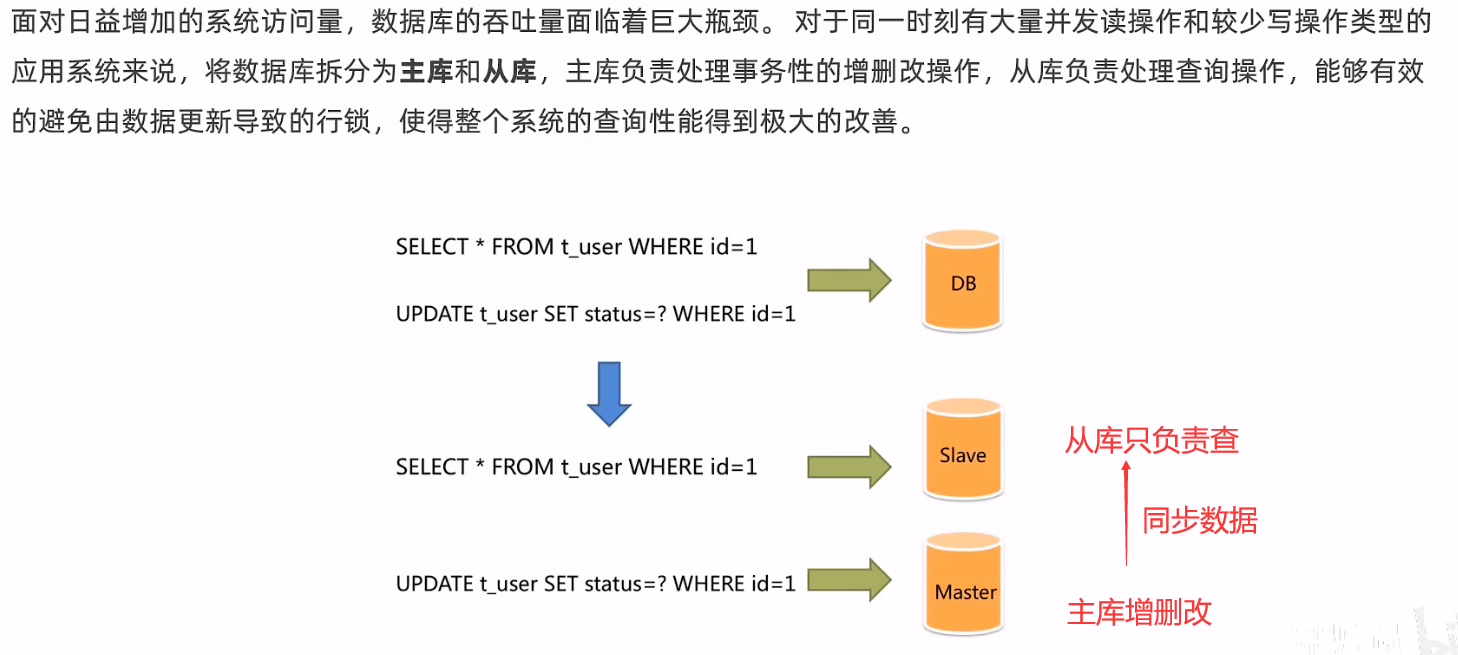 面对日益增加的系统访问量，数据库的吞吐量面临着巨大瓶颈。 对于同一时刻有大量并发读操作和较少写操作类型的
应用系统来说，将数据库拆分为主库和从库，主库负责处理事务性的增删改操作，从库负责处理查询操作，能够有效
的避免由数据更新导致的行锁，使得整个系统的查询性能得到极大的改善。
SELECT * FROM t_user WHERE id=1
UPDATE t_user SET status=? WHERE id=1
DB
SELECT * FROM t_user WHERE id=1
Slave
从库只负责查
同步数据
UPDATE t_user SET status=? WHERE id=1
Master
主库增删改